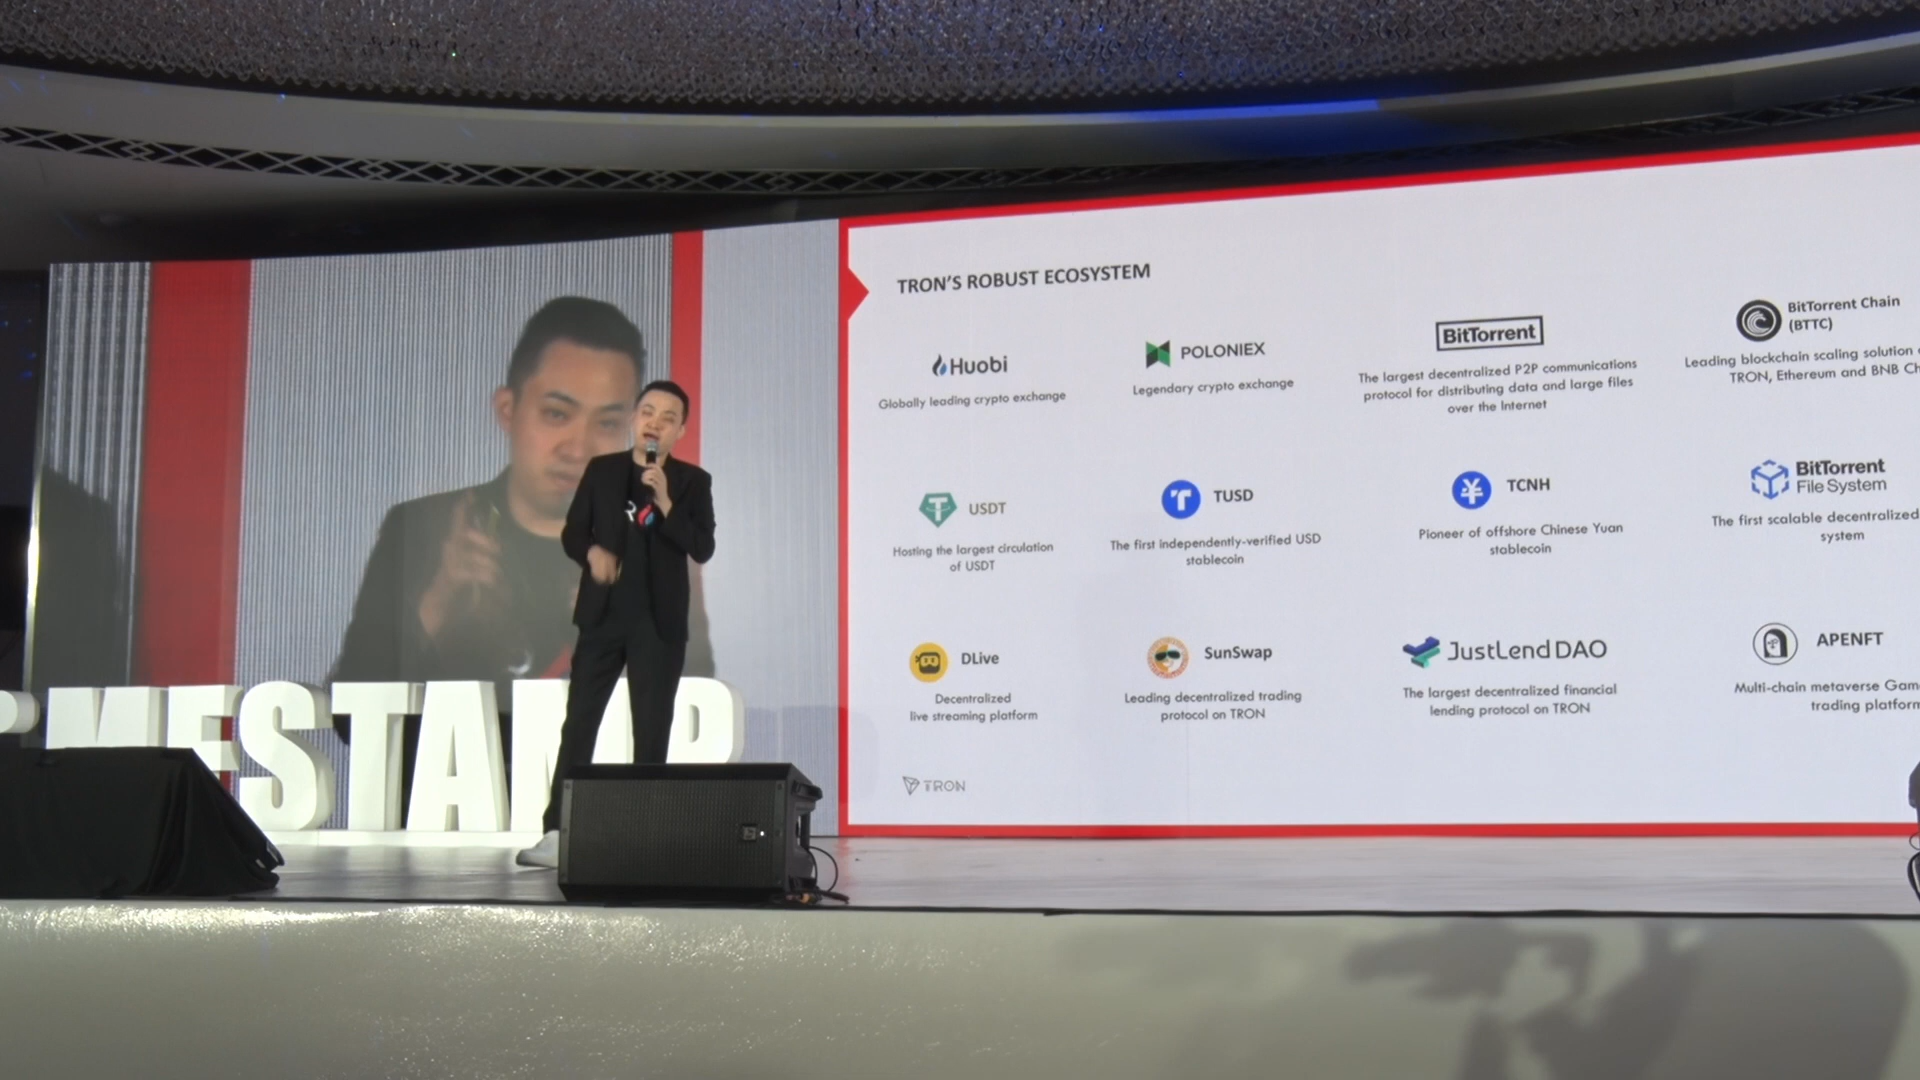 TRON'S ROBUST ECOSYSTEM
Huobi
Globally leading crypto exchange
POLONIEX
Legendary crypto exchange
BitTorrent
The largest decentralized P2P communications
protocol for distributing data and large files
over the Internet
BitTorrent Chain
(BTTC)
Leading blockchain scaling solution
TRON, Ethereum and BNB
USDT
Hosting the largest circulation
of USDT
TUSD
The first independently-verified USD
stablecoin
TCNH
Pioneer of offshore Chinese Yuan
stablecoin
BitTorrent
File System
The first scalable decentralized
system
DLive
Decentralized
live streaming platform
SunSwap
Leading decentralized trading
protocol on TRON
JustLend DAO
The largest decentralized financial
lending protocol on TRON
APENFT
Multi-chain metaverse
trading platform
TRON
MESTAMP